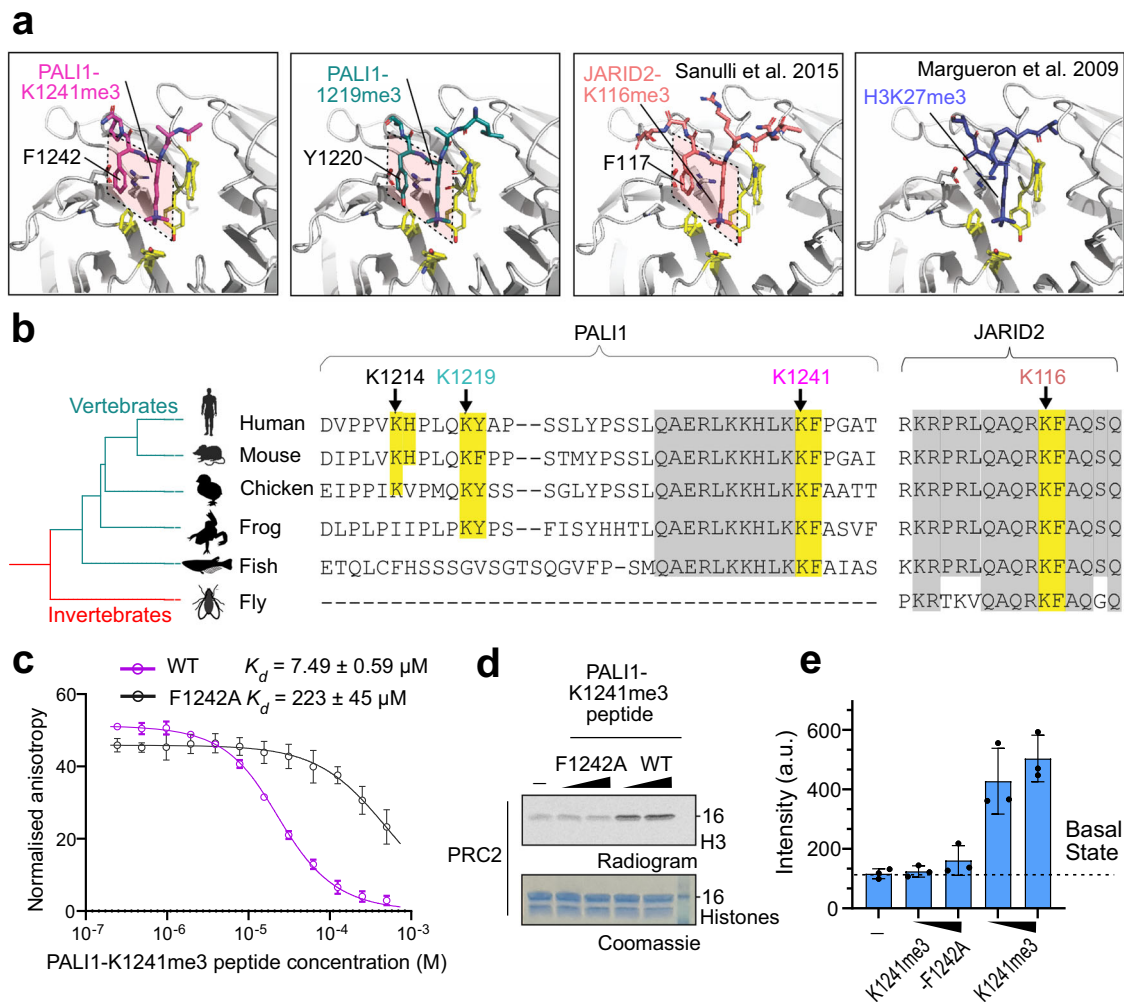 a
PALI1-
K1241me3
F1242
PALI1-
1219me3
Y1220
JARID2-
K116me3
Sanulli et al. 2015
F117
Margueron et al. 2009
H3K27me3
b
PALI1
JARID2
K1214
K1219
K1241
K116
Vertebrates
Invertebrates
Human DVPPVKHPLQKYAP--SSLYPSSLQAERLKKHLKKFPGAT RKRPRLQAQRKFAQSQ
Mouse DIPLVKHPLQKFPP--STMYPSSLQAERLKKHLKKFPGAI RKRPRLQAQRKFAQSQ
Chicken EIPPIKVPMQKYSS--SGLYPSSLQAERLKKHLKKFAATT RKRPRLQAQRKFAQSQ
Frog DLPLPIIPLPKYPS--FISYHHTLQAERLKKHLKKFASVF RKRPRLQAQRKFAQSQ
Fish ETQLCFHSSSGVSGTSQGVFP-SMQAERLKKHLKKFAIAS KKRPRLQAQRKFAQSQ
Fly ---------------------------------------- PKRTKVQAQRKFAQGQ
c
WT Kd = 7.49 ± 0.59 µM
F1242A Kd = 223 ± 45 µM
Normalised anisotropy
60
40
20
0
10-7
10-6
10-5
10-4
10-3
PALI1-K1241me3 peptide concentration (M)
d
PALI1-
K1241me3
peptide
–
F1242A
WT
PRC2
-16
H3
Radiogram
-16
Histones
Coomassie
e
Intensity (a.u.)
600
400
200
0
Basal
State
–
K1241me3
-F1242A
K1241me3